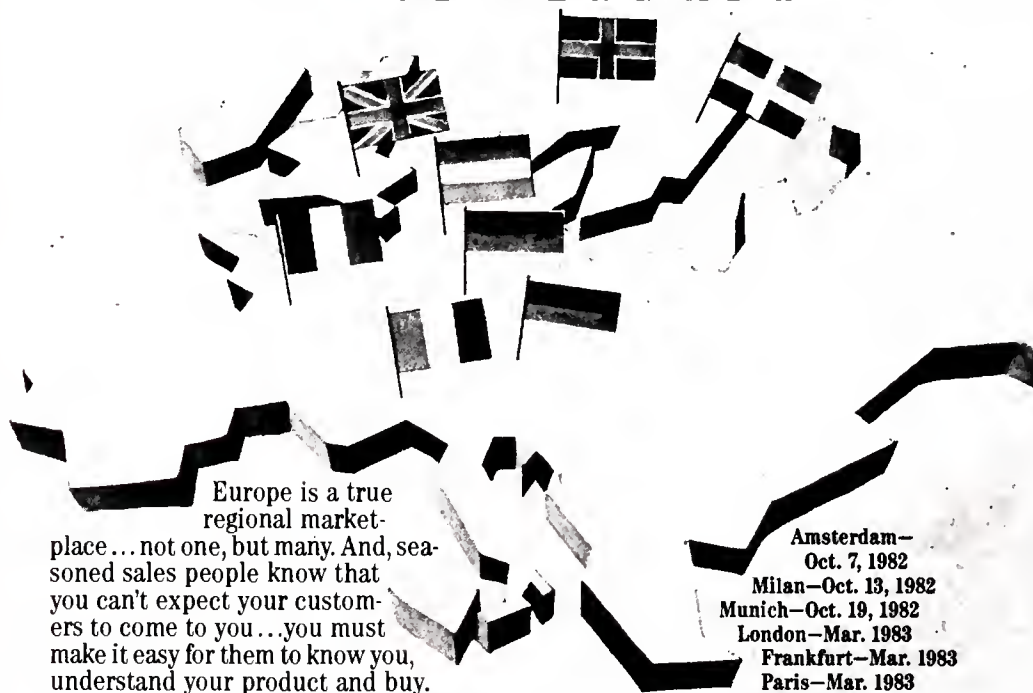 Europe is a true
regional market-
place...not one, but many. And, sea-
soned sales people know that
you can't expect your custom-
ers to come to you...you must
make it easy for them to know you,
understand your product and buy.
Amsterdam—
Oct. 7, 1982
Milan—Oct. 13, 1982
Munich—Oct. 19, 1982
London—Mar. 1983
Frankfurt—Mar. 1983
Paris—Mar. 1983